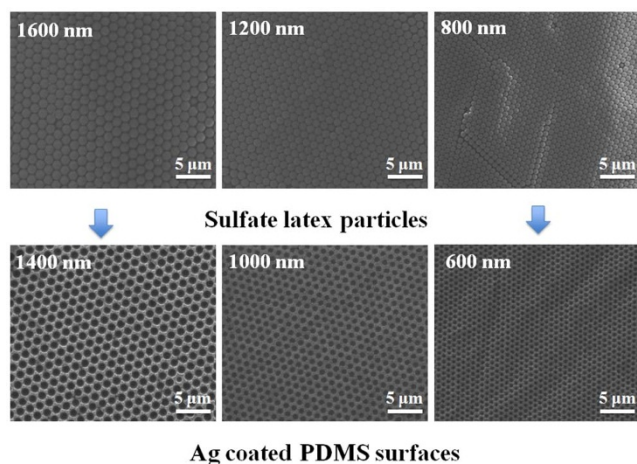 1600 nm
1200 nm
800 nm
5 μm
5 μm
5 μm
Sulfate latex particles
1400 nm
1000 nm
600 nm
5 μm
5 μm
5 μm
Ag coated PDMS surfaces